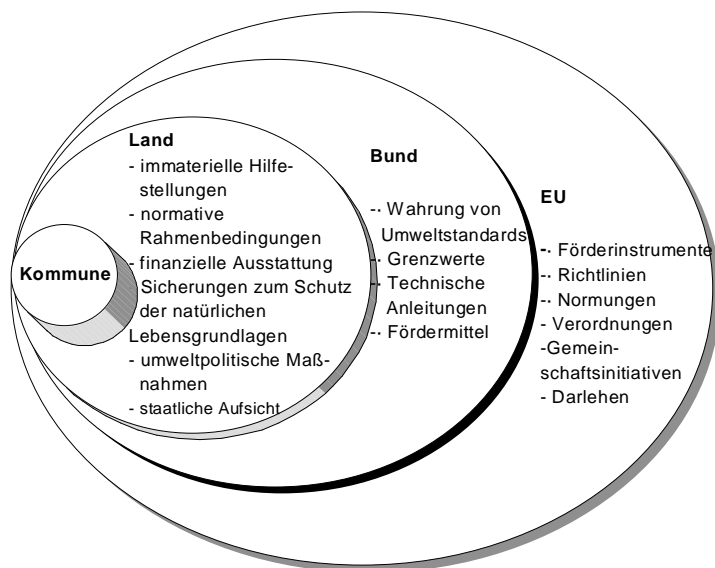 Kommune
Land
- immaterielle Hilfe-
stellungen
- normative
Rahmenbedingungen
- finanzielle Ausstattung
Sicherungen zum Schutz
der natürlichen
Lebensgrundlagen
- umweltpolitische Maß-
nahmen
- staatliche Aufsicht
Bund
-· Wahrung von
Umweltstandards
-· Grenzwerte
-· Technische
Anleitungen
-· Fördermittel
EU
-· Förderinstrumente
-· Richtlinien
-· Normungen
- Verordnungen
-Gemein-
schaftsinitiativen
- Darlehen